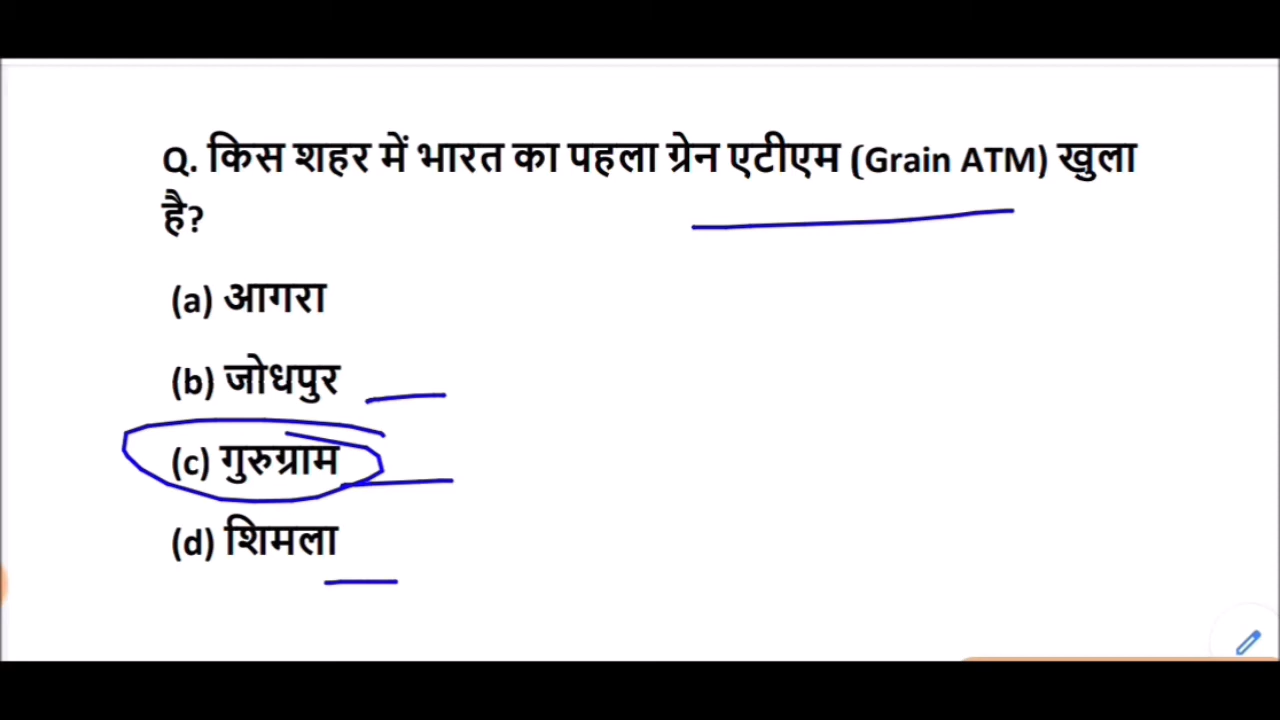 Q. किस शहर में भारत का पहला ग्रेन एटीएम (Grain ATM) खुला
है?
(a) आगरा
(b) जोधपुर
(c) गुरुग्राम
(d) शिमला